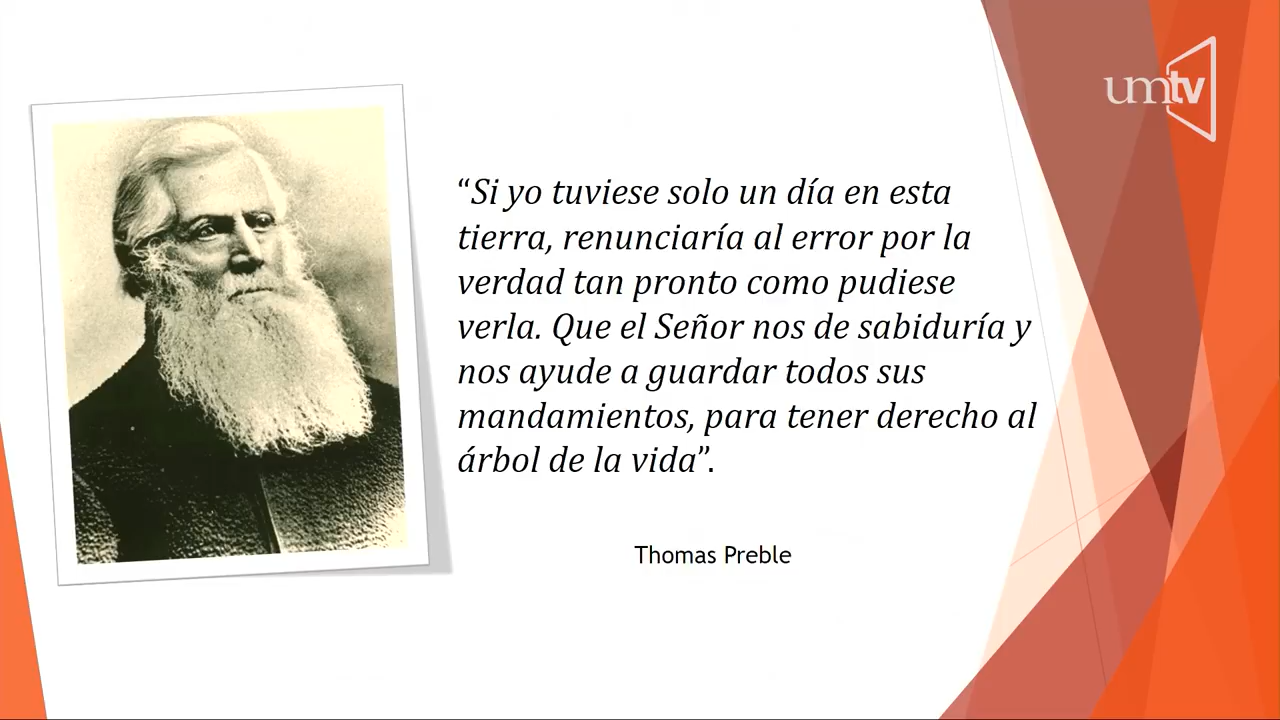 umtv
“Si yo tuviese solo un día en esta
tierra, renunciaría al error por la
verdad tan pronto como pudiese
verla. Que el Señor nos de sabiduría y
nos ayude a guardar todos sus
mandamientos, para tener derecho al
árbol de la vida”.
Thomas Preble